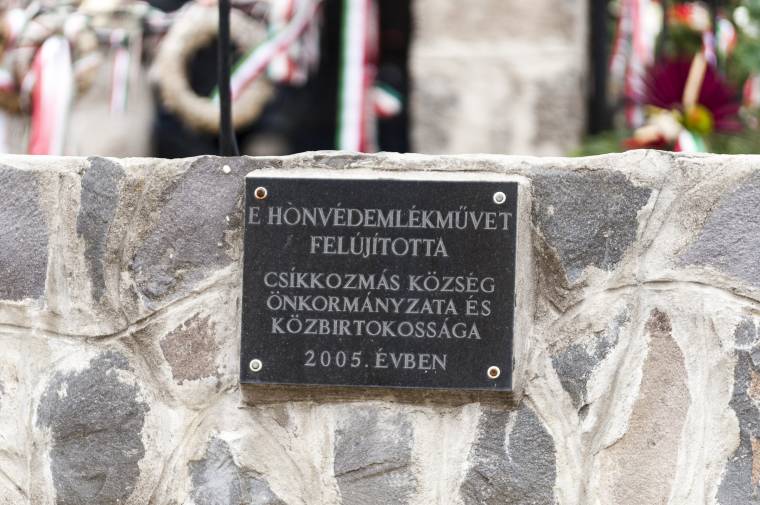 E HONVÉDEMLÉKMŰVET
FELÚJÍTOTTA
CSÍKKOZMÁS KÖZSÉG
ÖNKORMÁNYZATA ÉS
KÖZBIRTOKOSSÁGA
2005. ÉVBEN